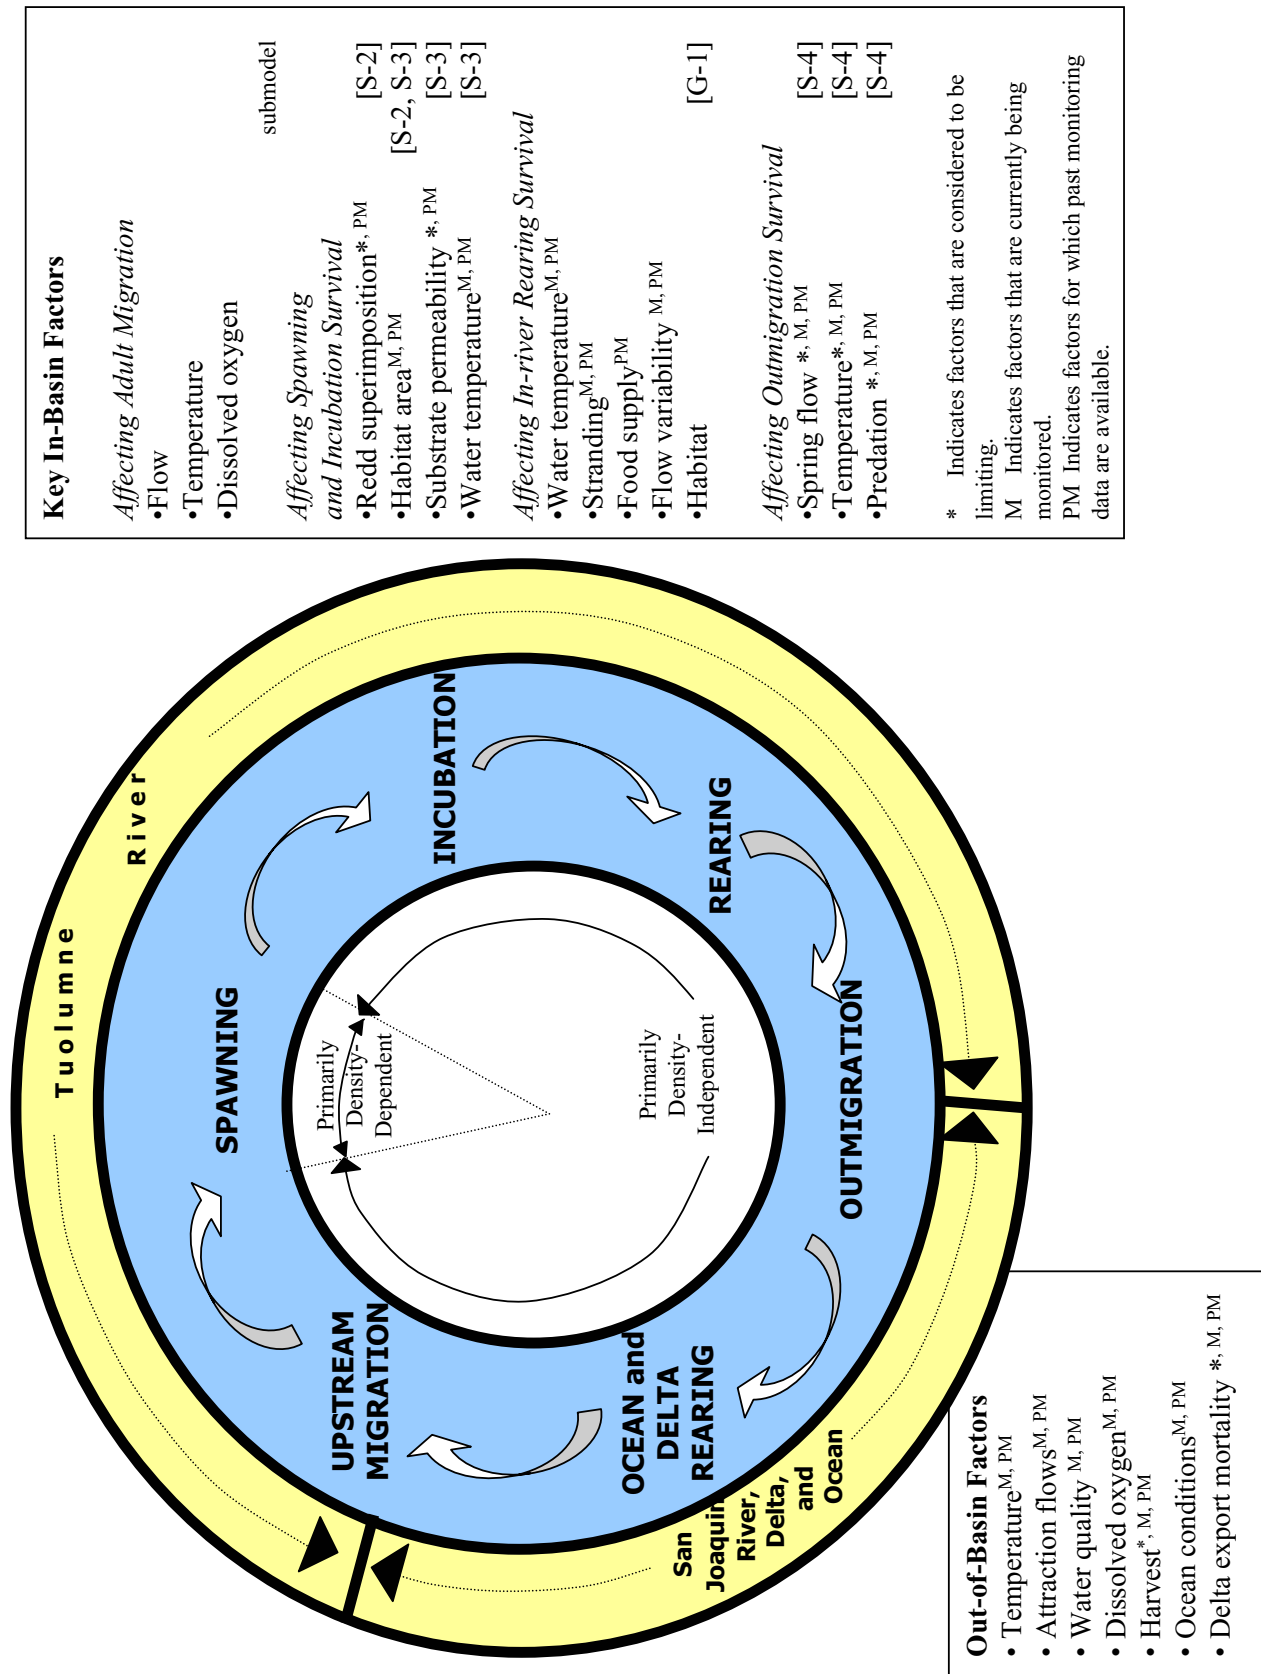 Tuolumne River
SPAWNING
INCUBATION
REARING
OUTMIGRATION
OCEAN and
DELTA
REARING
UPSTREAM
MIGRATION
Primarily
Density-
Dependent
Primarily
Density-
Independent
San
Joaquin
River,
Delta,
and
Ocean
Key In-Basin Factors
Affecting Adult Migration
•Flow
•Temperature
•Dissolved oxygen
submodel
Affecting Spawning
and Incubation Survival
•Redd superimposition*, PM [S-2]
•Habitat areaM, PM [S-2, S-3]
•Substrate permeability *, PM [S-3]
•Water temperatureM, PM [S-3]
Affecting In-river Rearing Survival
•Water temperatureM, PM
•StrandingM, PM
•Food supplyPM
•Flow variability M, PM
•Habitat [G-1]
Affecting Outmigration Survival
•Spring flow *, M, PM [S-4]
•Temperature*, M, PM [S-4]
•Predation *, M, PM [S-4]
* Indicates factors that are considered to be
limiting.
M Indicates factors that are currently being
monitored.
PM Indicates factors for which past monitoring
data are available.
Out-of-Basin Factors
• TemperatureM, PM
• Attraction flowsM, PM
• Water quality M, PM
• Dissolved oxygenM, PM
• Harvest*, M, PM
• Ocean conditionsM, PM
• Delta export mortality *, M, PM